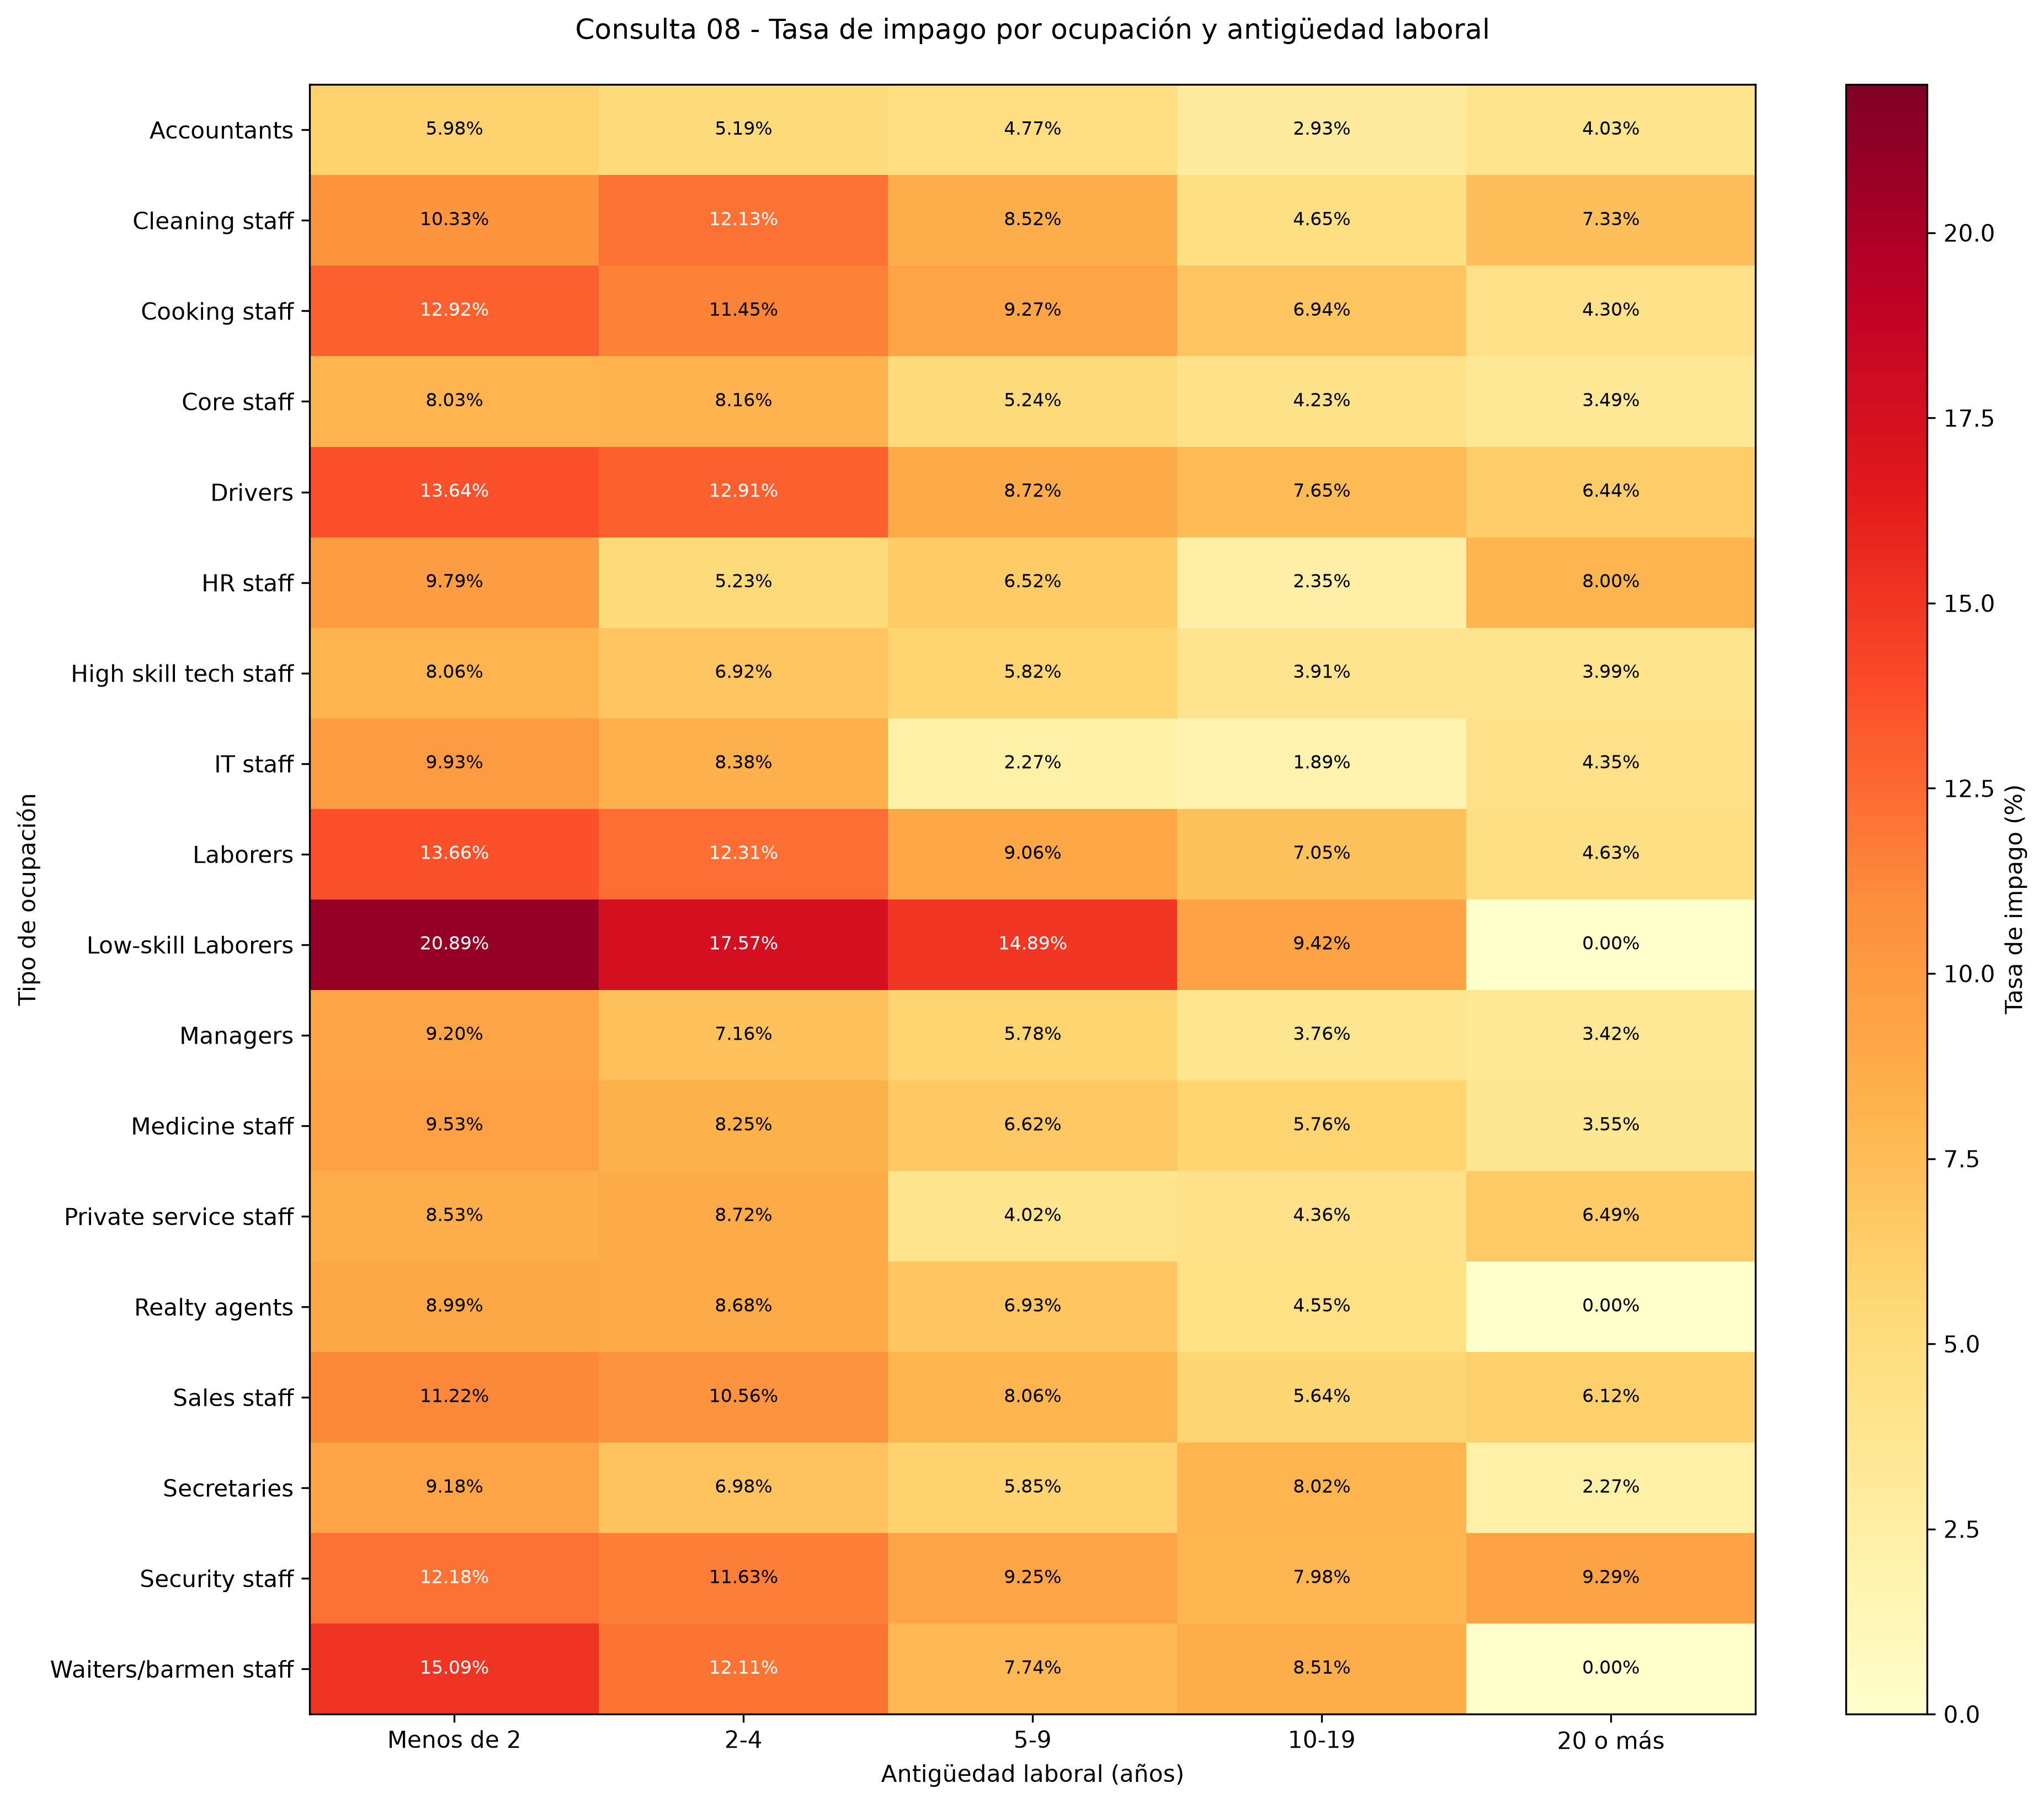 Consulta 08 - Tasa de impago por ocupación y antigüedad laboral
Tipo de ocupación
Accountants 5.98% 5.19% 4.77% 2.93% 4.03%
Cleaning staff 10.33% 12.13% 8.52% 4.65% 7.33%
Cooking staff 12.92% 11.45% 9.27% 6.94% 4.30%
Core staff 8.03% 8.16% 5.24% 4.23% 3.49%
Drivers 13.64% 12.91% 8.72% 7.65% 6.44%
HR staff 9.79% 5.23% 6.52% 2.35% 8.00%
High skill tech staff 8.06% 6.92% 5.82% 3.91% 3.99%
IT staff 9.93% 8.38% 2.27% 1.89% 4.35%
Laborers 13.66% 12.31% 9.06% 7.05% 4.63%
Low-skill Laborers 20.89% 17.57% 14.89% 9.42% 0.00%
Managers 9.20% 7.16% 5.78% 3.76% 3.42%
Medicine staff 9.53% 8.25% 6.62% 5.76% 3.55%
Private service staff 8.53% 8.72% 4.02% 4.36% 6.49%
Realty agents 8.99% 8.68% 6.93% 4.55% 0.00%
Sales staff 11.22% 10.56% 8.06% 5.64% 6.12%
Secretaries 9.18% 6.98% 5.85% 8.02% 2.27%
Security staff 12.18% 11.63% 9.25% 7.98% 9.29%
Waiters/barmen staff 15.09% 12.11% 7.74% 8.51% 0.00%
Menos de 2 2-4 5-9 10-19 20 o más
Antigüedad laboral (años)
20.0
17.5
15.0
12.5
10.0
7.5
5.0
2.5
0.0
Tasa de impago (%)